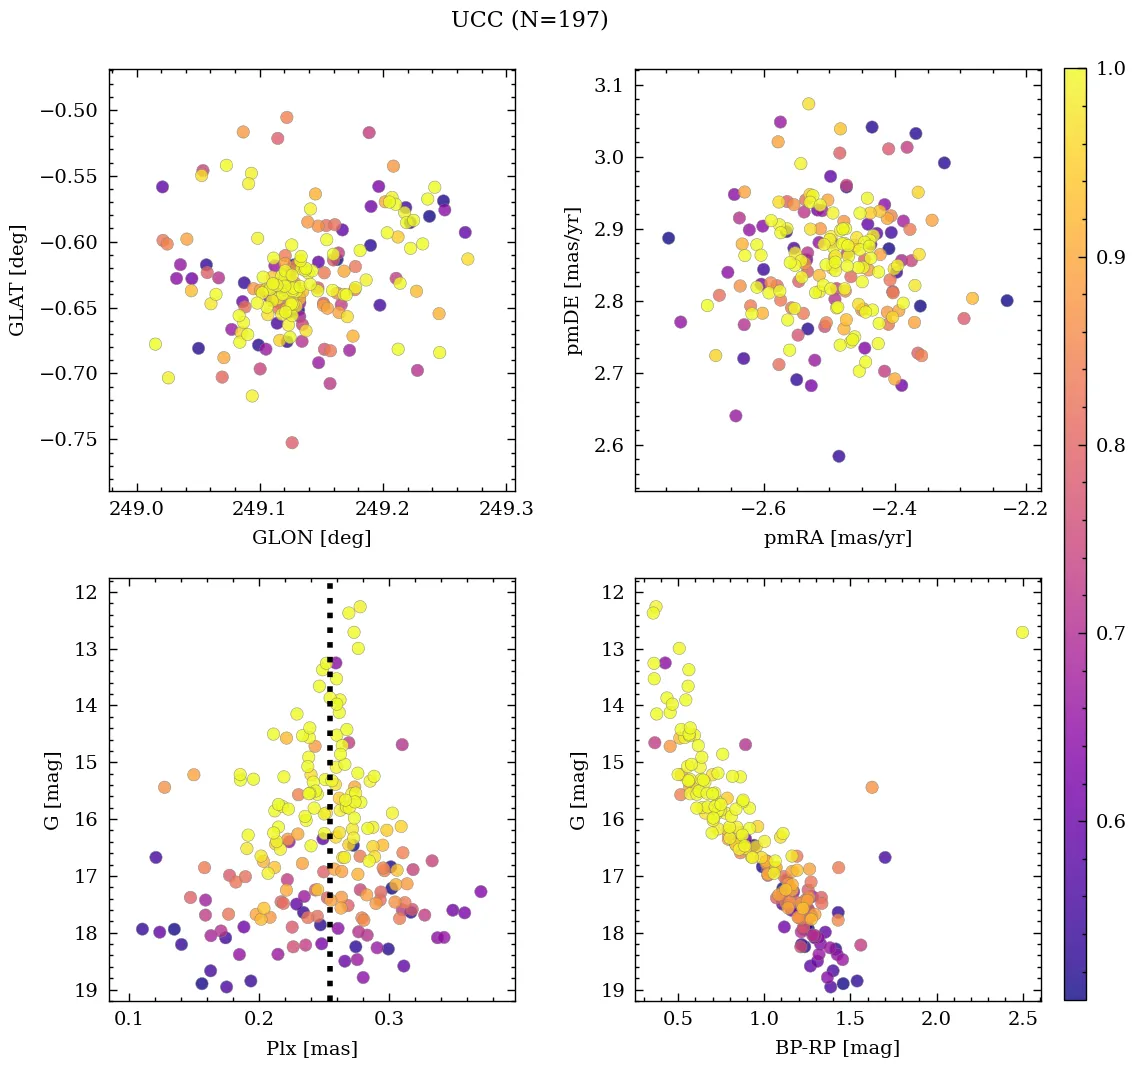 UCC (N=197)
−0.50
−0.55
−0.60
−0.65
−0.70
−0.75
GLAT [deg]
249.0 249.1 249.2 249.3
GLON [deg]
3.1
3.0
2.9
2.8
2.7
2.6
pmDE [mas/yr]
−2.6 −2.4 −2.2
pmRA [mas/yr]
12
13
14
15
16
17
18
19
G [mag]
0.1 0.2 0.3
Plx [mas]
12
13
14
15
16
17
18
19
G [mag]
0.5 1.0 1.5 2.0 2.5
BP-RP [mag]
1.0
0.9
0.8
0.7
0.6